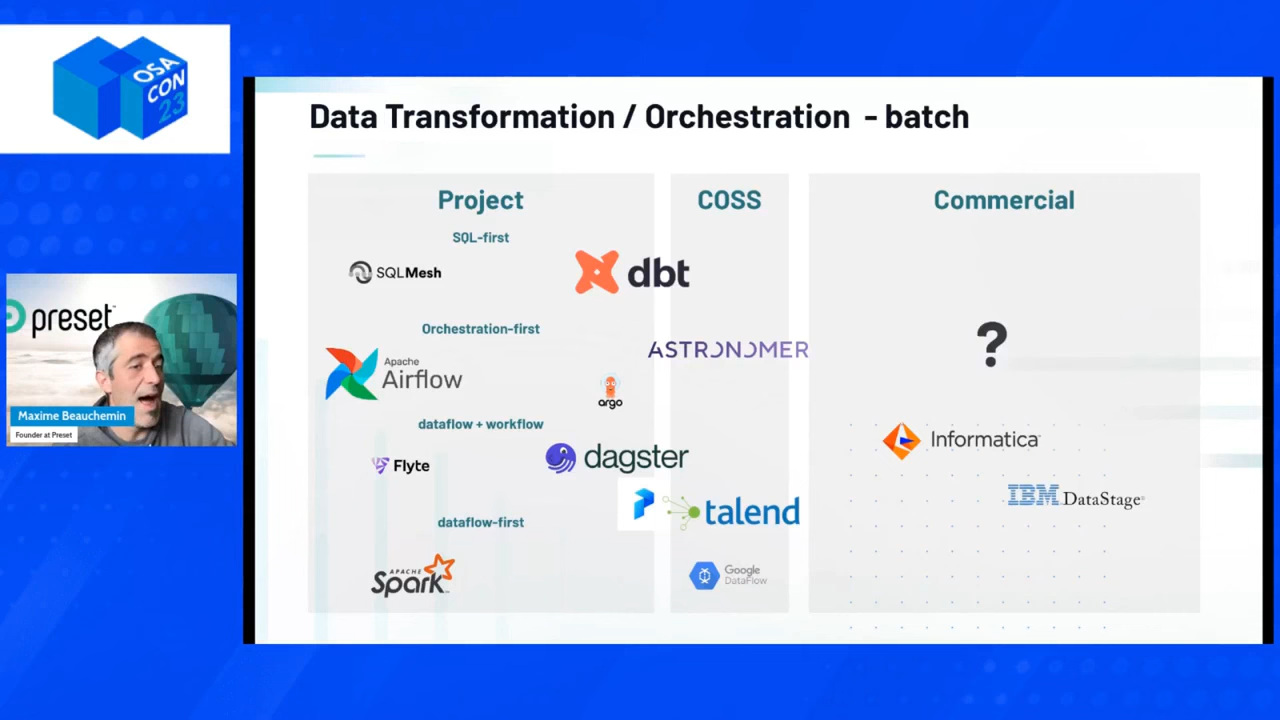 OSA
CON
23
Data Transformation / Orchestration - batch
Project
COSS
Commercial
SQL-first
SQLMesh
dbt
Orchestration-first
?
ASTRONOMER
Apache
Airflow
argo
dataflow + workflow
Informatica
Flyte
dagster
IBM DataStage
talend
dataflow-first
APACHE
Spark™
Google
DataFlow
preset™
Maxime Beauchemin
Founder at Preset